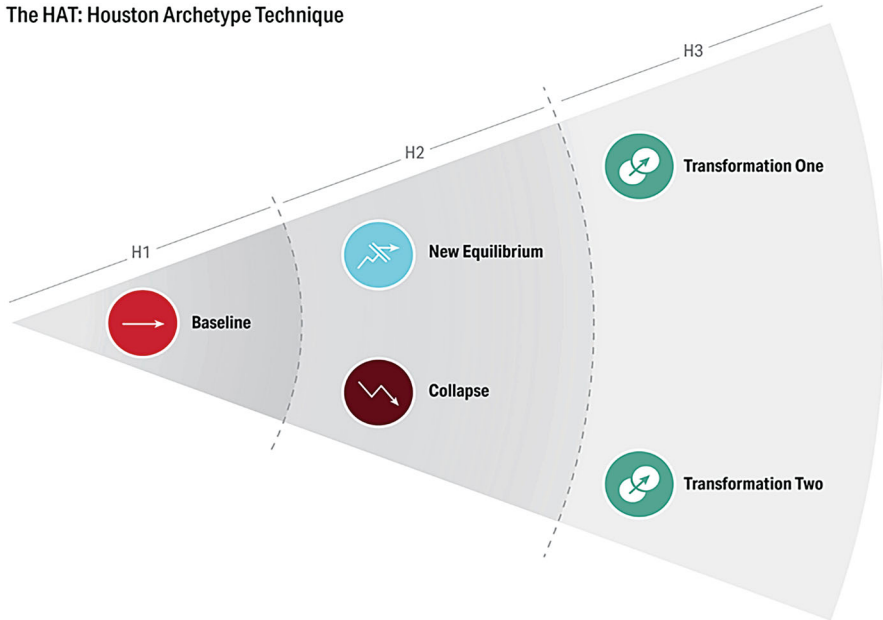 The HAT: Houston Archetype Technique
H3
H2
H1
Transformation One
New Equilibrium
Baseline
Collapse
Transformation Two